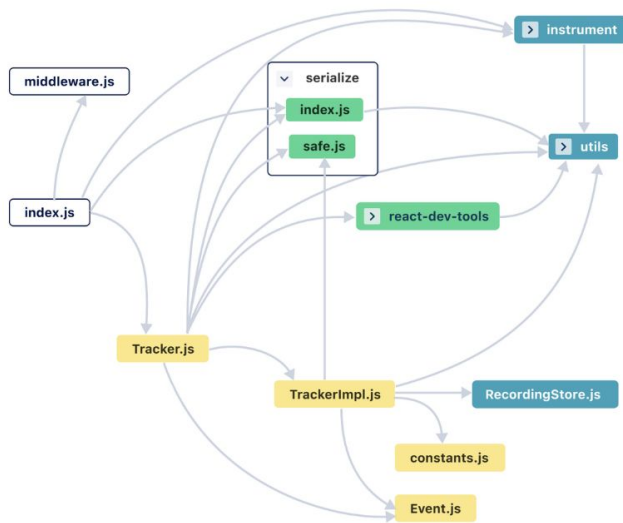 instrument
serialize
middleware.js
index.js
safe.js
utils
index.js
react-dev-tools
Tracker.js
TrackerImpl.js
RecordingStore.js
constants.js
Event.js